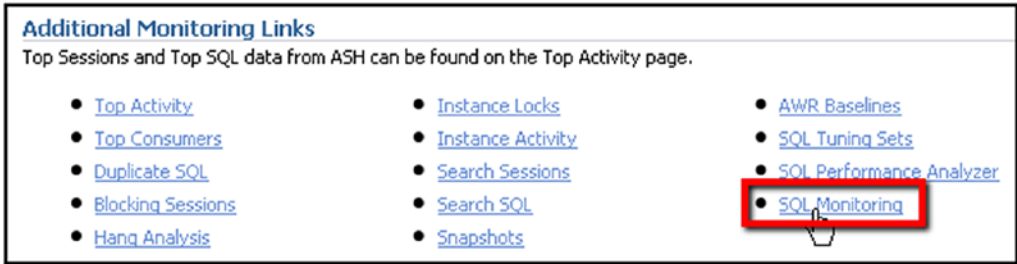 Additional Monitoring Links
Top Sessions and Top SQL data from ASH can be found on the Top Activity page.
Top Activity
Top Consumers
Duplicate SQL
Blocking Sessions
Hang Analysis
Instance Locks
Instance Activity
Search Sessions
Search SQL
Snapshots
AWR Baselines
SQL Tuning Sets
SQL Performance Analyzer
SQL Monitoring